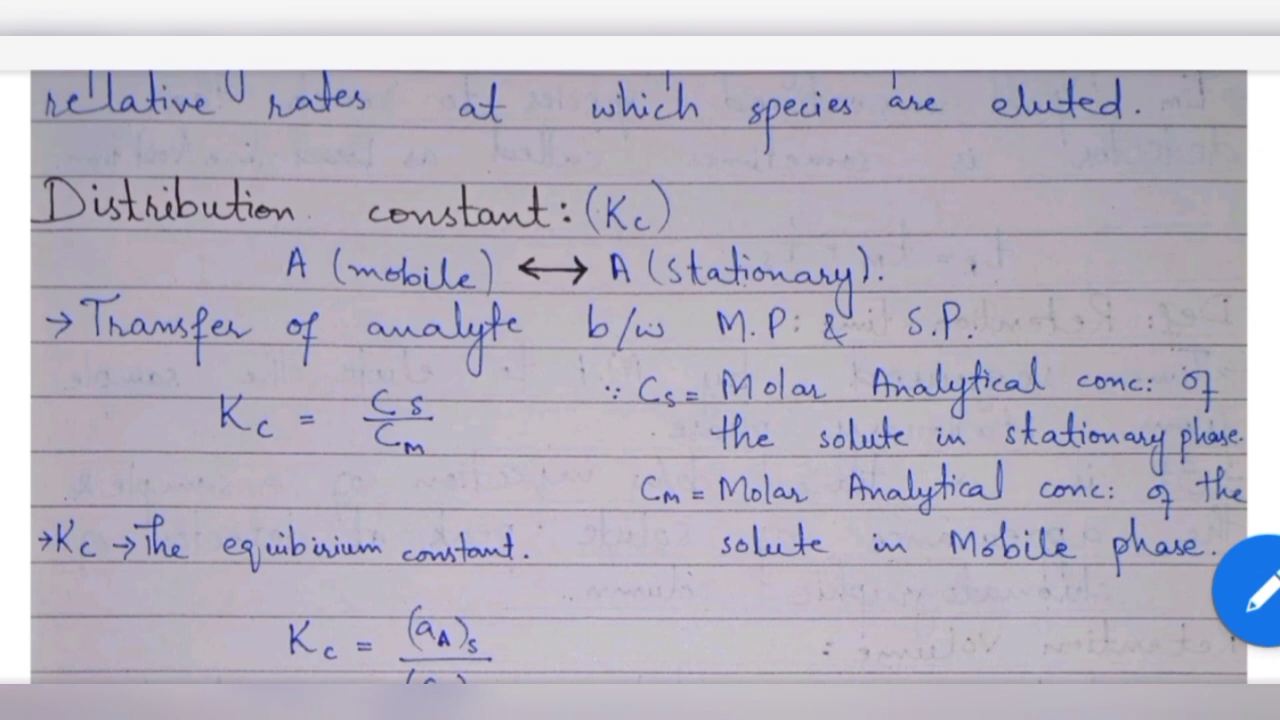 relative rates at which species are eluted.
Distribution constant: (Kc)
A (mobile) ↔ A (stationary).
→ Transfer of analyte b/w M.P & S.P.
Kc = Cs / Cm
∵ Cs = Molar Analytical conc: of
the solute in stationary phase.
Cm = Molar Analytical conc: of the
solute in Mobile phase.
→ Kc → The equibirium constant.
Kc = (aA)s